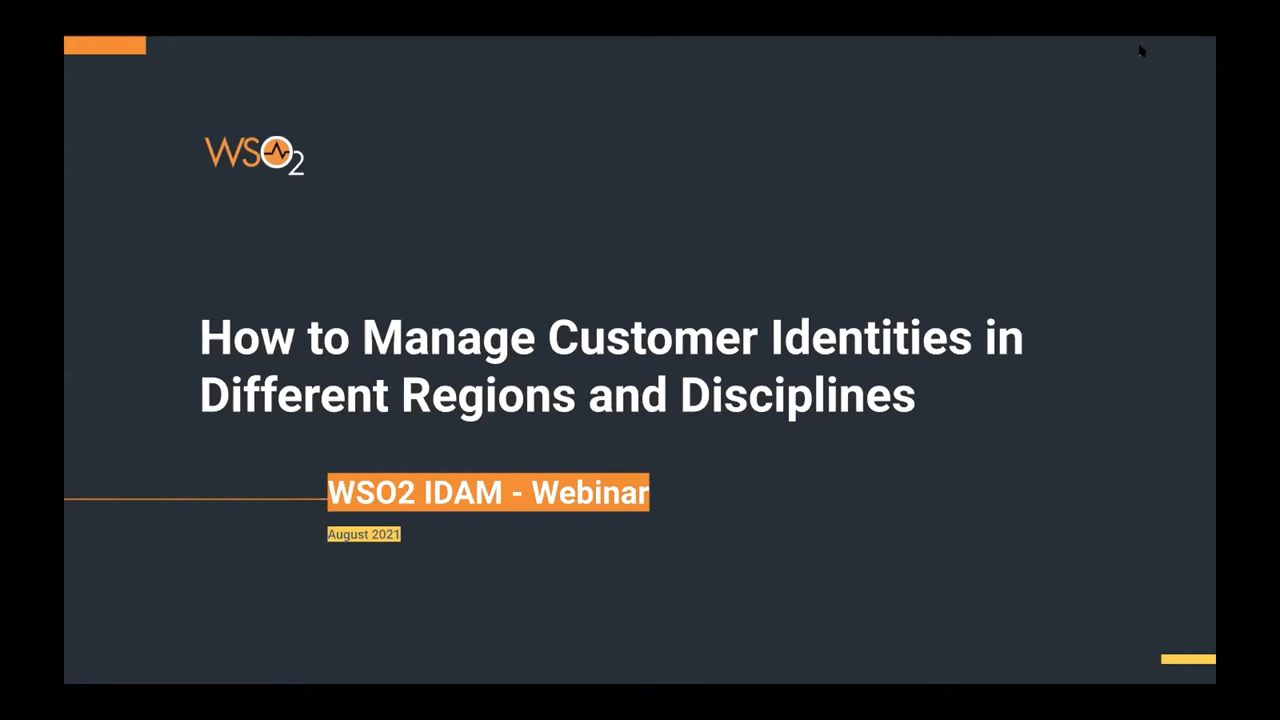 WSO2
How to Manage Customer Identities in
Different Regions and Disciplines
WSO2 IDAM - Webinar
August 2021